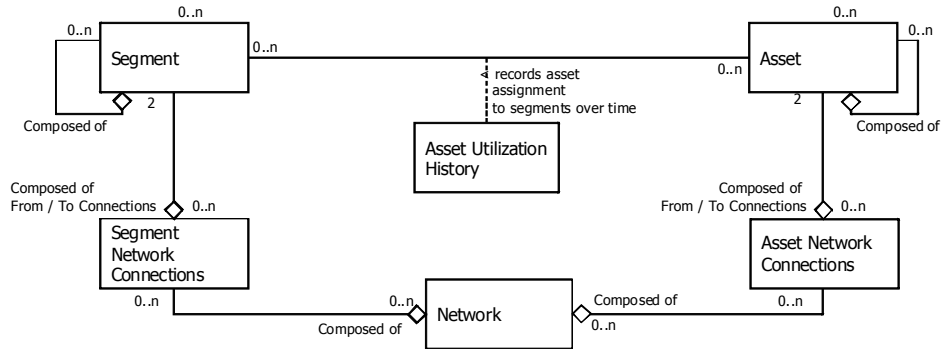 0..n
0..n
0..n
0..n
0..n
0..n
Segment
Asset
0..n
< records asset
assignment
to segments over time
2
2
Composed of
Composed of
Asset Utilization
History
Composed of
From / To Connections
0..n
Composed of
From / To Connections
0..n
Segment
Network
Connections
Asset Network
Connections
0..n
0..n
Composed of
0..n
Network
Composed of
0..n